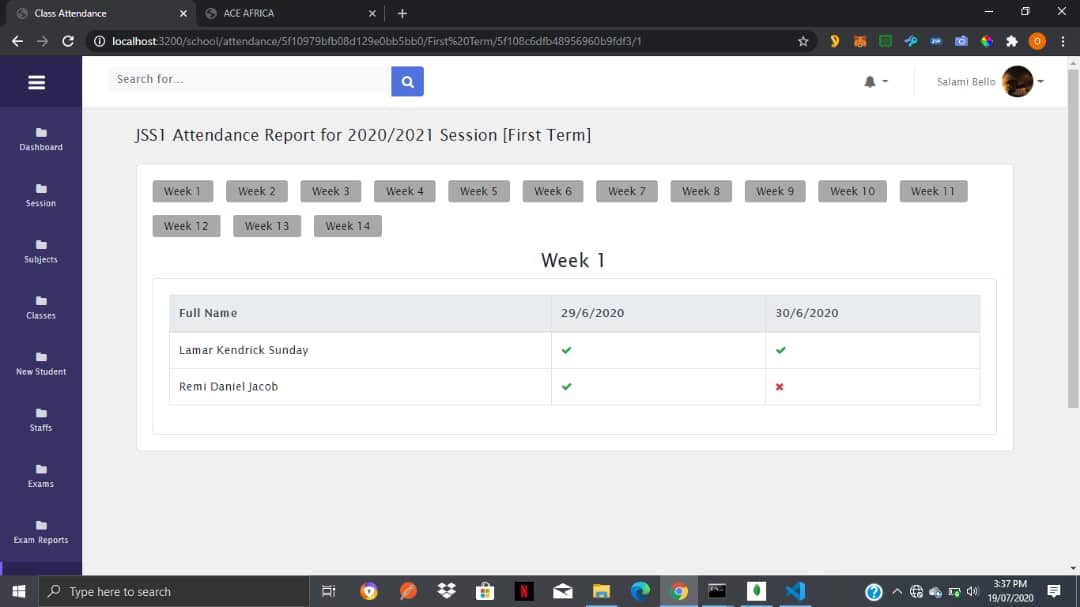 Class Attendance
ACE AFRICA
localhost:3200/school/attendance/5f10979bfb08d129e0bb5bb0/First%20Term/5f108c6dfb48956960b9fdf3/1
O
Search for...
Salami Bello
Dashboard
Session
Subjects
Classes
New Student
Staffs
Exams
Exam Reports
JSS1 Attendance Report for 2020/2021 Session [First Term]
Week 1 Week 2 Week 3 Week 4 Week 5 Week 6 Week 7 Week 8 Week 9 Week 10 Week 11
Week 12 Week 13 Week 14
Week 1
Full Name 29/6/2020 30/6/2020
Lamar Kendrick Sunday
Remi Daniel Jacob
Type here to search
N
3:37 PM
19/07/2020